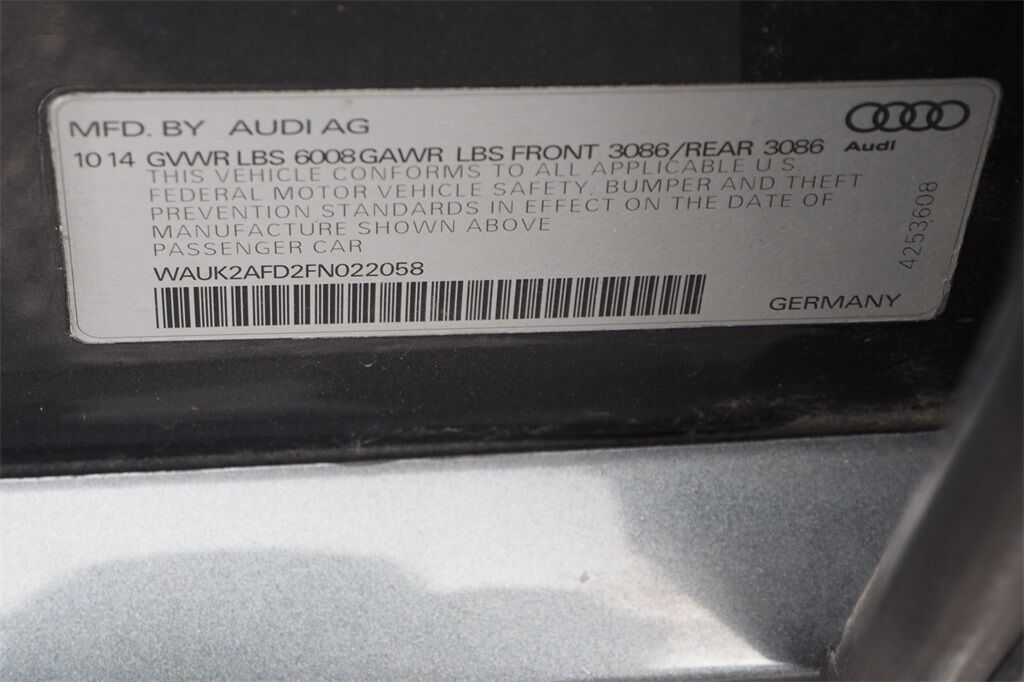 MFD. BY AUDI AG
Audi
10 14 GVWR LBS 6008 GAWR LBS FRONT 3086/REAR 3086
THIS VEHICLE CONFORMS TO ALL APPLICABLE U.S.
FEDERAL MOTOR VEHICLE SAFETY, BUMPER AND THEFT
PREVENTION STANDARDS IN EFFECT ON THE DATE OF
MANUFACTURE SHOWN ABOVE
PASSENGER CAR
WAUK2AFD2FN022058
GERMANY
4253608